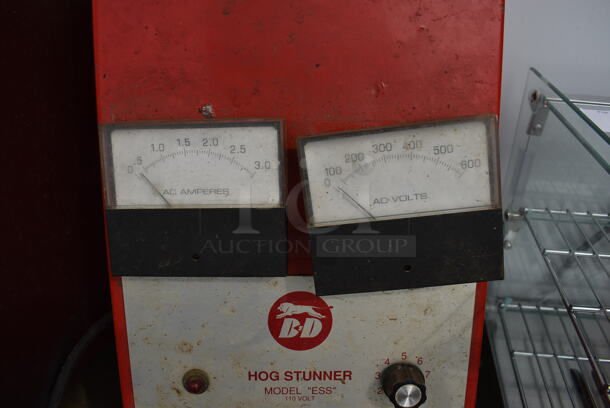 0 .5 1.0 1.5 2.0 2.5 3.0
AC AMPERES
0 100 200 300 400 500 600
AC VOLTS
AUCTION GROUP
B&D
HOG STUNNER
MODEL "ESS"
110 VOLT
2 3 4 5 6 7